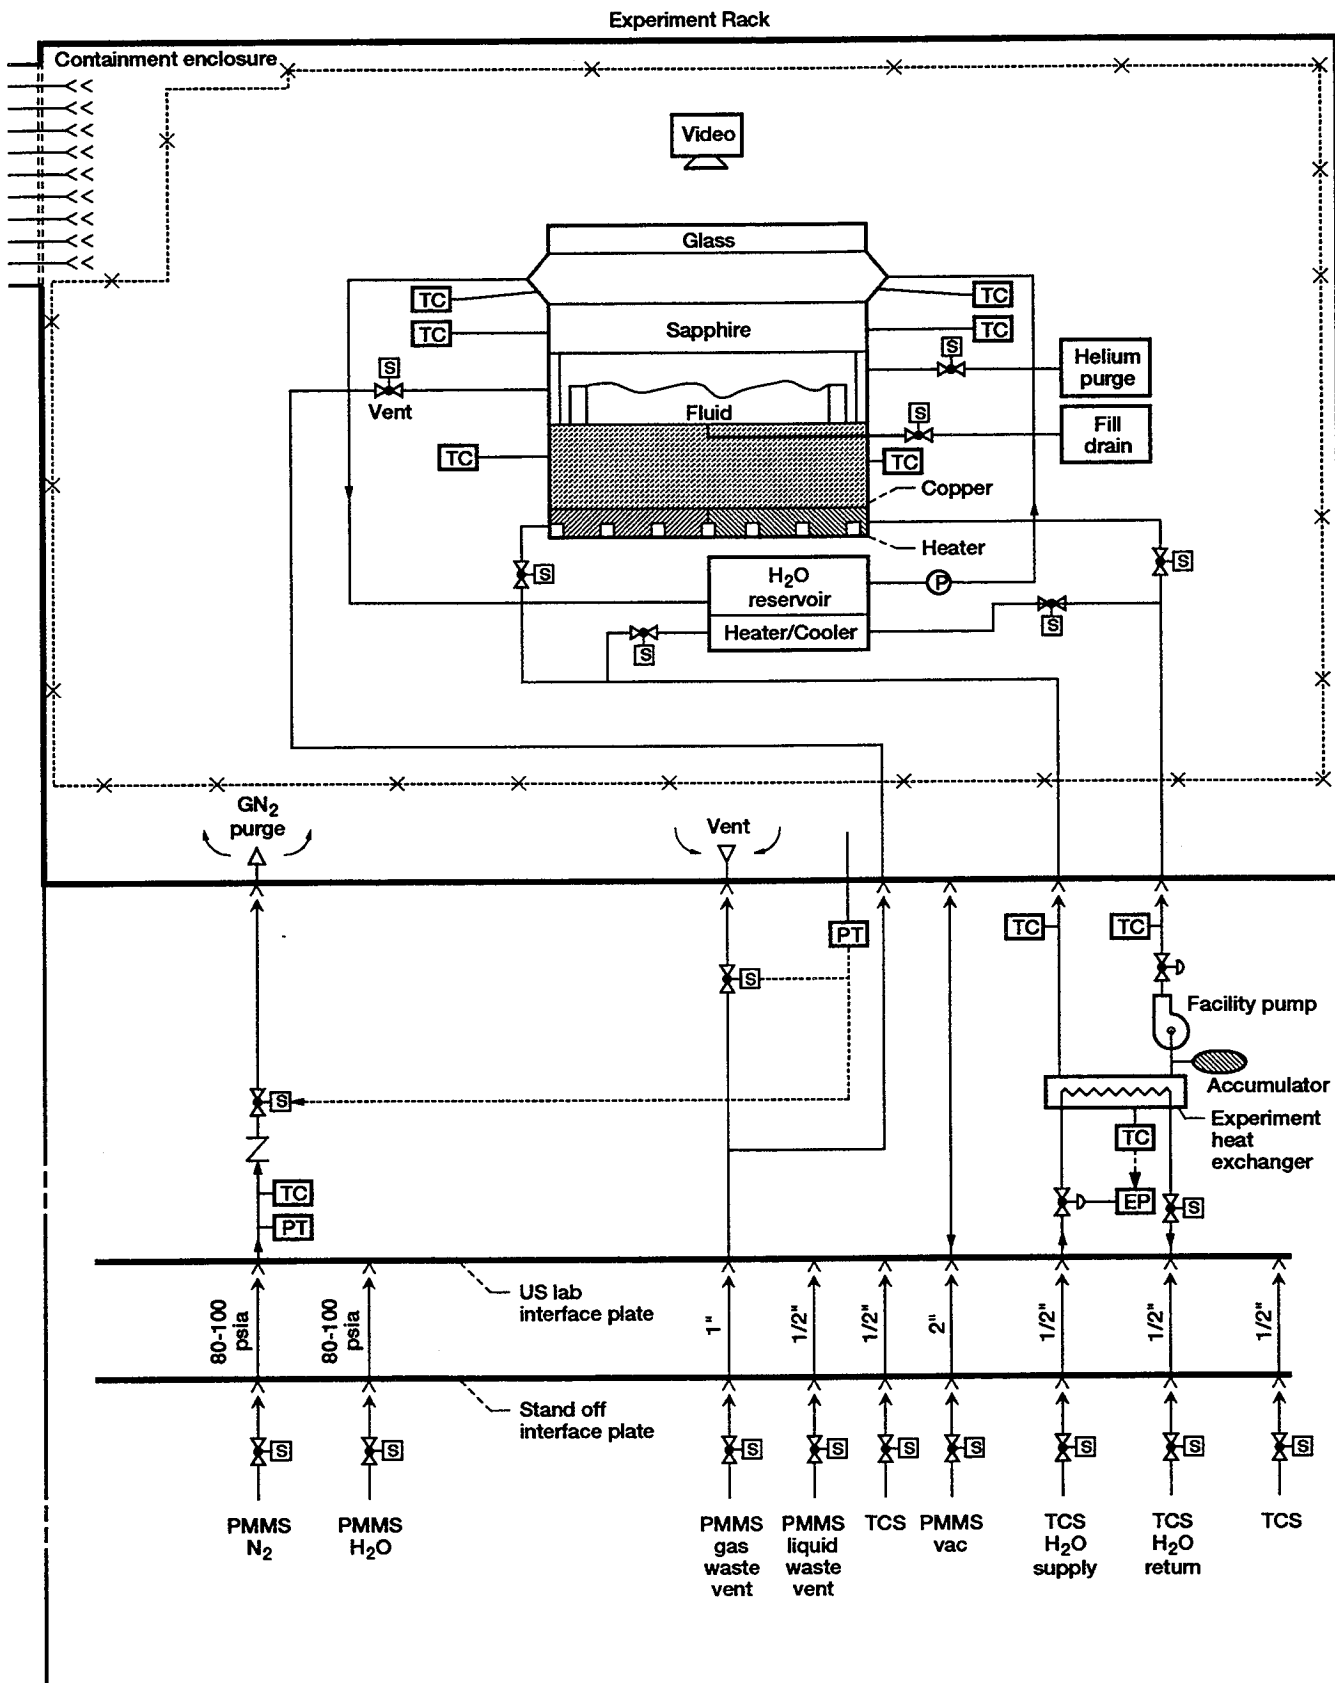 Experiment Rack
Containment enclosure
Video
Glass
TC
TC
TC
Sapphire
TC
S
S
Helium
purge
Vent
Fluid
S
Fill
drain
TC
TC
Copper
Heater
S
H2O
reservoir
P
S
Heater/Cooler
S
S
GN2
purge
Vent
PT
TC
TC
S
Facility pump
Accumulator
S
Experiment
heat
exchanger
TC
TC
EP
S
PT
US lab
interface plate
80-100
psia
80-100
psia
1"
1/2"
1/2"
2"
1/2"
1/2"
1/2"
Stand off
interface plate
S
S
S
S
S
S
S
S
S
PMMS
N2
PMMS
H2O
PMMS
gas
waste
vent
PMMS
liquid
waste
vent
TCS
PMMS
vac
TCS
H2O
supply
TCS
H2O
return
TCS